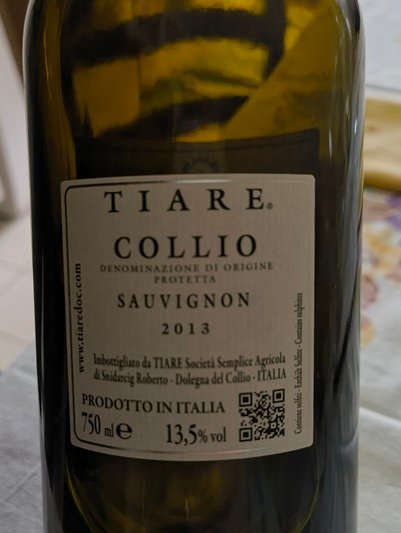 TIARE®
COLLIO
DENOMINAZIONE DI ORIGINE
PROTETTA
SAUVIGNON
2013
Imbottigliato da TIARE Società Semplice Agricola
di Snidarcig Roberto - Dolegna del Collio - ITALIA
PRODOTTO IN ITALIA
750 ml e
13,5% vol
www.tiaredoc.com
Contiene solfiti - Enthält Sulfite - Contains sulphites